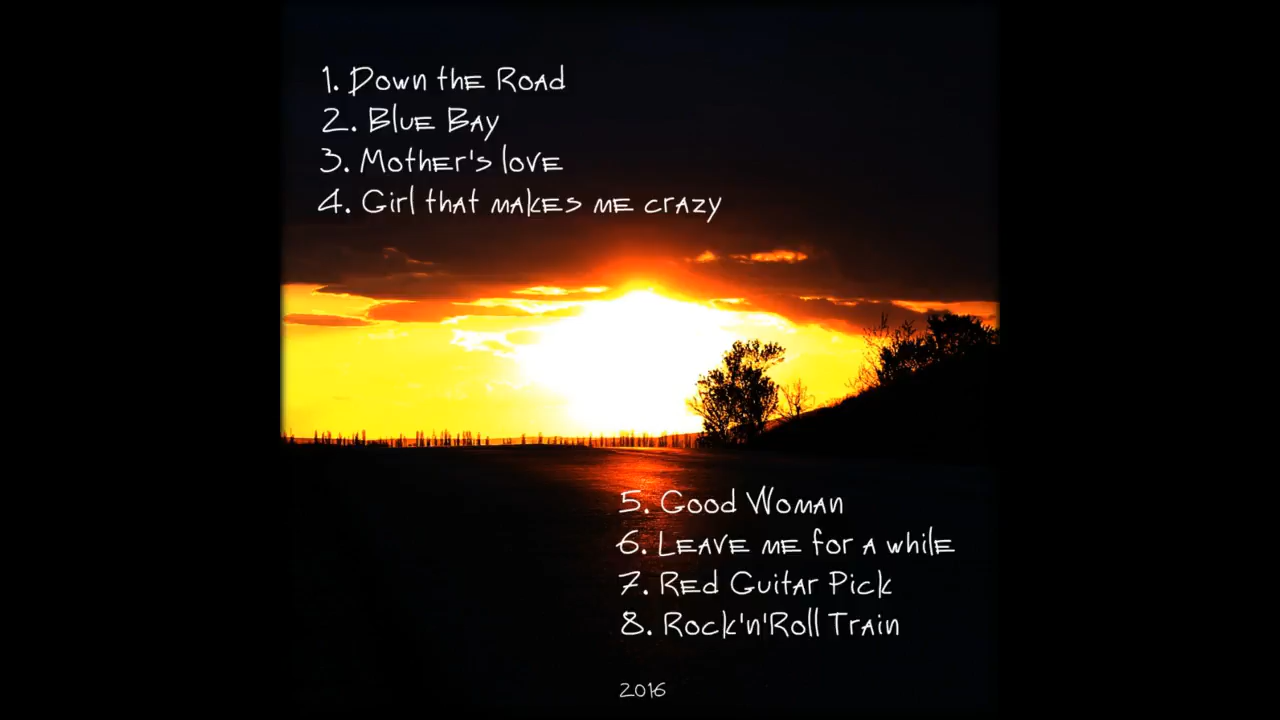 1. Down the Road
2. Blue Bay
3. Mother's love
4. Girl that makes me crazy
5. Good Woman
6. Leave me for a while
7. Red Guitar Pick
8. Rock'n'Roll Train
2016